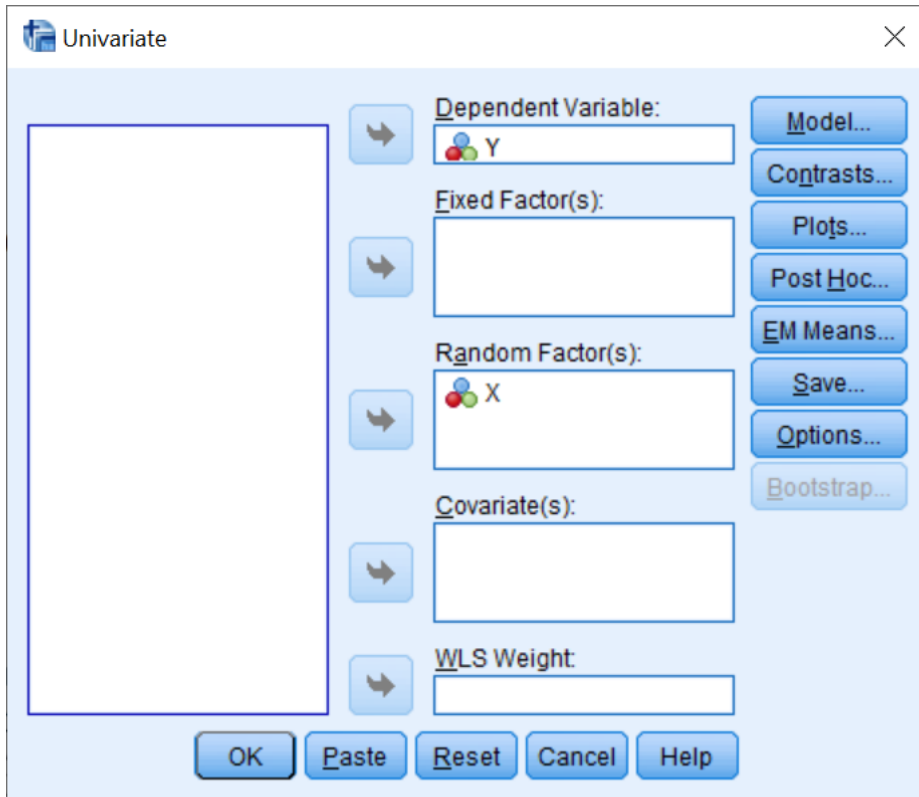 Univariate
Dependent Variable:
Y
Fixed Factor(s):
Random Factor(s):
X
Covariate(s):
WLS Weight:
Model...
Contrasts...
Plots...
Post Hoc...
EM Means...
Save...
Options...
Bootstrap...
OK Paste Reset Cancel Help